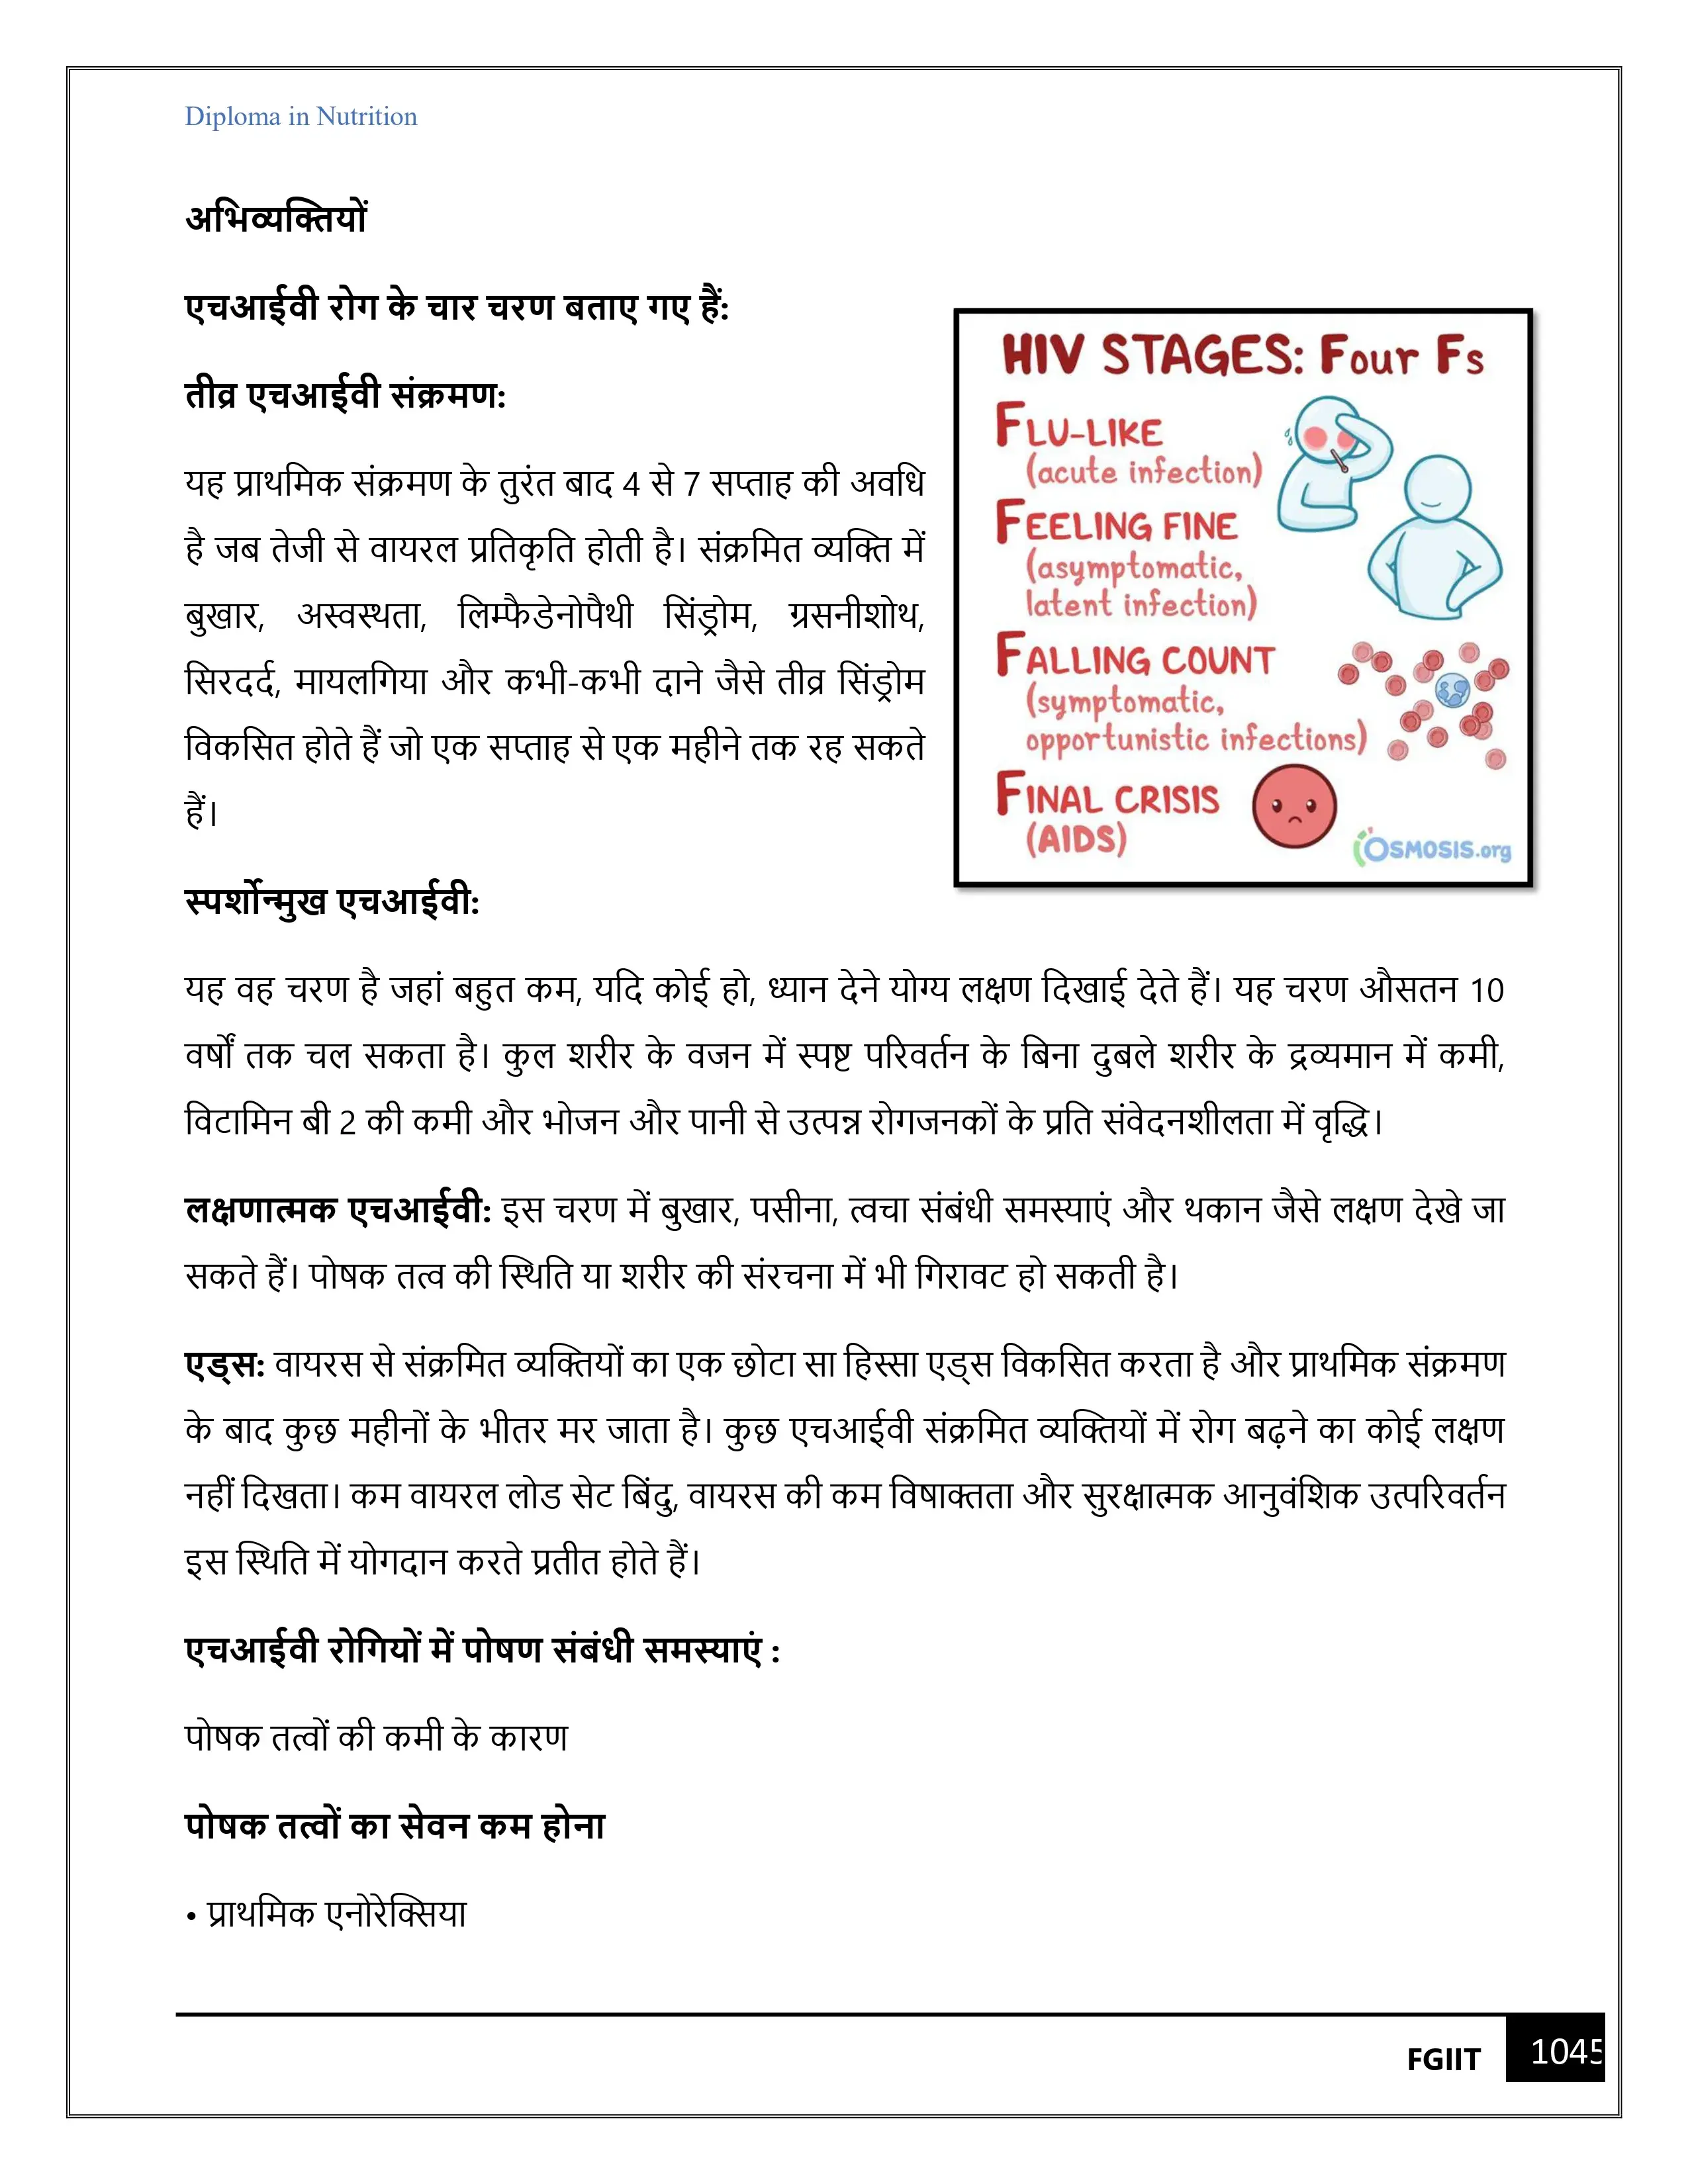 Diploma in Nutrition
अभिव्यक्तियों
एचआईवी रोग के चार चरण बताए गए हैं:
तीव्र एचआईवी संक्रमण:
यह प्राथमिक संक्रमण के तुरंत बाद 4 से 7 सप्ताह की अवधि
है जब तेजी से वायरल प्रतिकृति होती है। संक्रमित व्यक्ति में
बुखार, अस्वस्थता, लिम्फैडेनोपैथी सिंड्रोम, ग्रसनीशोथ,
सिरदर्द, मायलगिया और कभी-कभी दाने जैसे तीव्र सिंड्रोम
विकसित होते हैं जो एक सप्ताह से एक महीने तक रह सकते
हैं।
HIV STAGES: FOUR Fs
FLU-LIKE
(acute infection)
FEELING FINE
(asymptomatic,
latent infection)
FALLING COUNT
(symptomatic,
opportunistic infections)
FINAL CRISIS
(AIDS)
OSMOSIS.org
स्पर्शोन्मुख एचआईवी:
यह वह चरण है जहां बहुत कम, यदि कोई हो, ध्यान देने योग्य लक्षण दिखाई देते हैं। यह चरण औसतन 10
वर्षों तक चल सकता है। कुल शरीर के वजन में स्पष्ट परिवर्तन के बिना दुबले शरीर के द्रव्यमान में कमी,
विटामिन बी 2 की कमी और भोजन और पानी से उत्पन्न रोगजनकों के प्रति संवेदनशीलता में वृद्धि।
लक्षणात्मक एचआईवी: इस चरण में बुखार, पसीना, त्वचा संबंधी समस्याएं और थकान जैसे लक्षण देखे जा
सकते हैं। पोषक तत्व की स्थिति या शरीर की संरचना में भी गिरावट हो सकती है।
एड्स: वायरस से संक्रमित व्यक्तियों का एक छोटा सा हिस्सा एड्स विकसित करता है और प्राथमिक संक्रमण
के बाद कुछ महीनों के भीतर मर जाता है। कुछ एचआईवी संक्रमित व्यक्तियों में रोग बढ़ने का कोई लक्षण
नहीं दिखता। कम वायरल लोड सेट बिंदु, वायरस की कम विषाक्तता और सुरक्षात्मक आनुवंशिक उत्परिवर्तन
इस स्थिति में योगदान करते प्रतीत होते हैं।
एचआईवी रोगियों में पोषण संबंधी समस्याएं :
पोषक तत्वों की कमी के कारण
पोषक तत्वों का सेवन कम होना
• प्राथमिक एनोरेक्सिया
FGIIT
1045